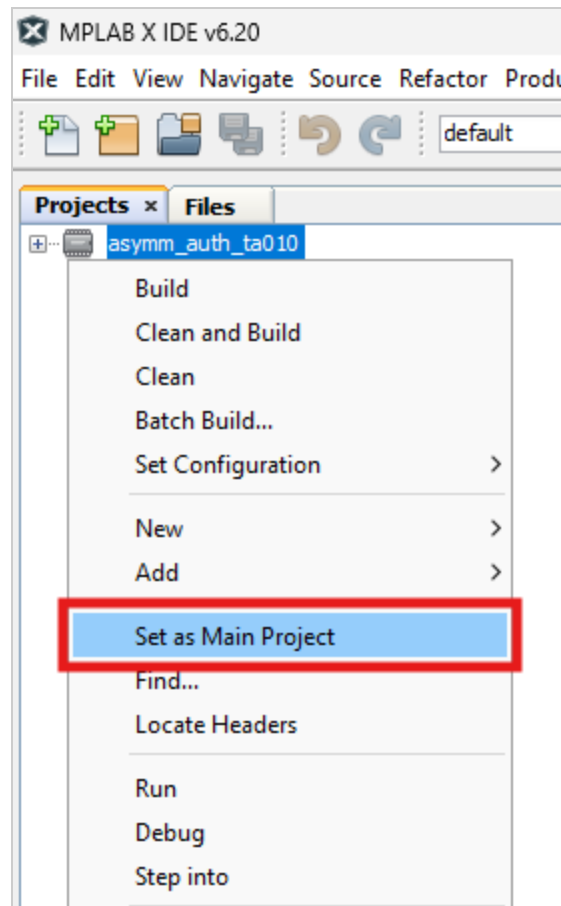 MPLAB X IDE v6.20
File Edit View Navigate Source Refactor
default
Projects × Files
asymm_auth_ta010
Build
Clean and Build
Clean
Batch Build...
Set Configuration >
New >
Add >
Set as Main Project
Find...
Locate Headers
Run
Debug
Step into